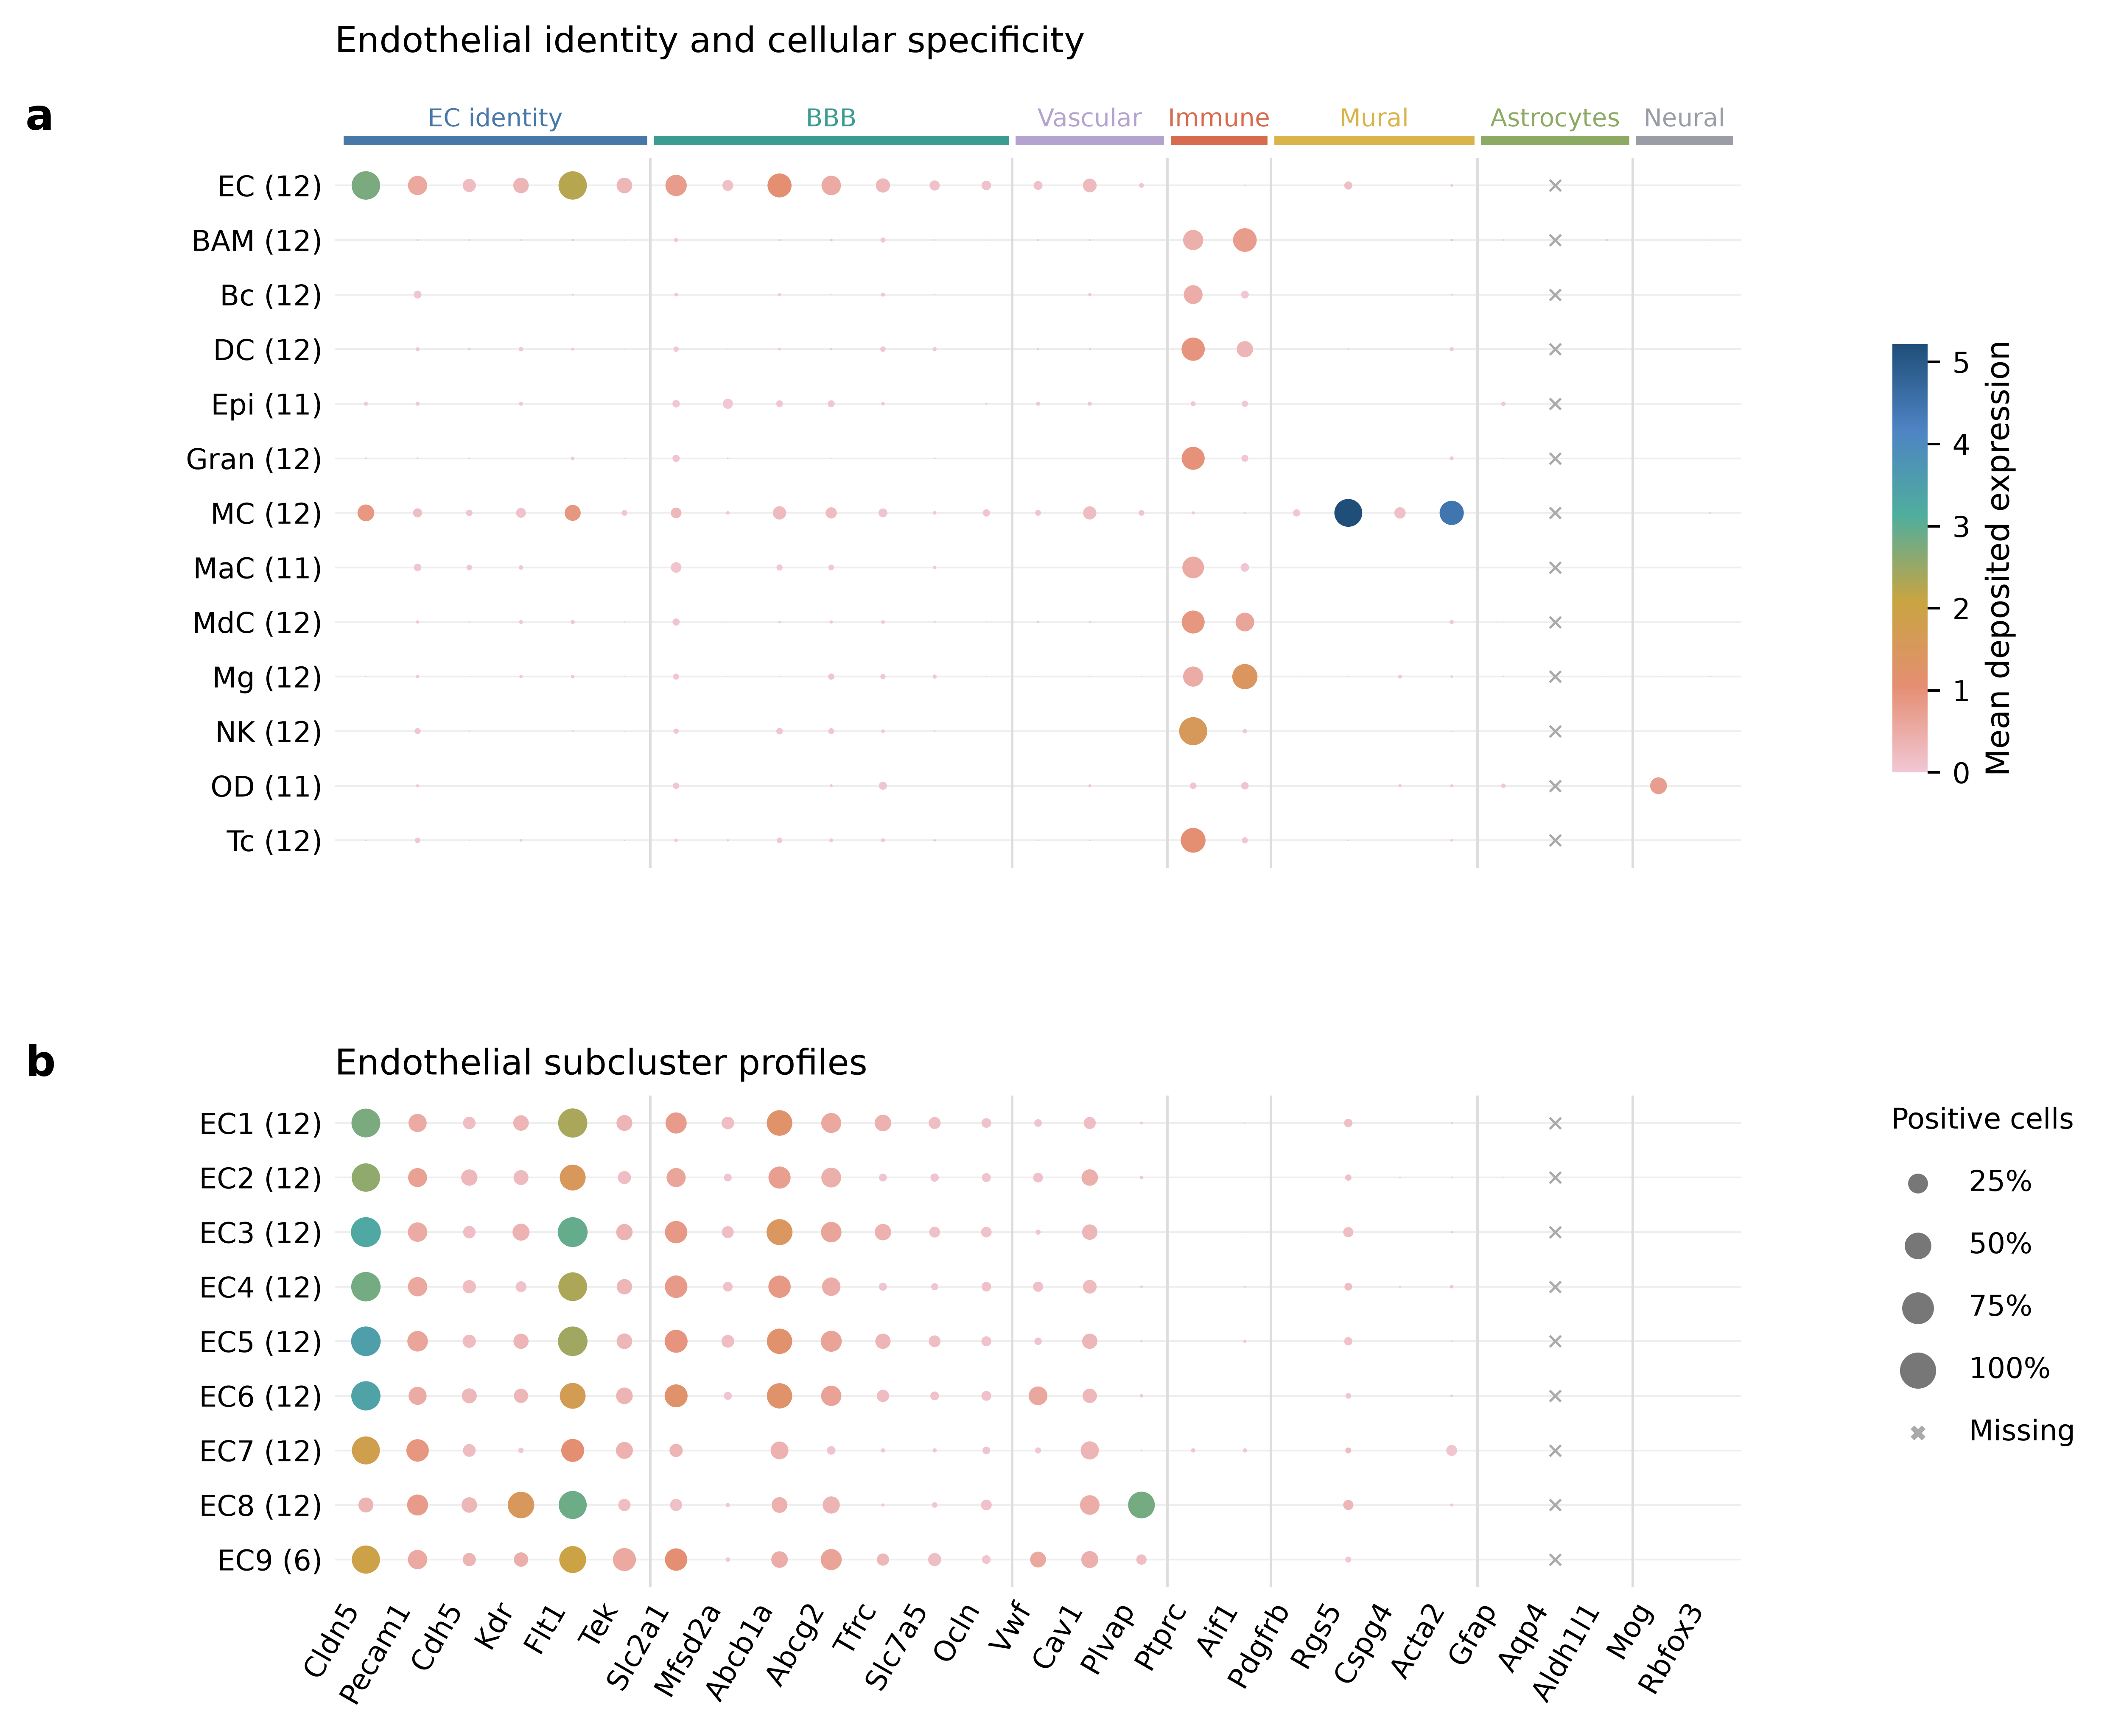 Endothelial identity and cellular specificity
a
EC identity BBB Vascular Immune Mural Astrocytes Neural
EC (12)
BAM (12)
Bc (12)
DC (12)
Epi (11)
Gran (12)
MC (12)
MaC (11)
MdC (12)
Mg (12)
NK (12)
OD (11)
Tc (12)
5
4
3
2
1
0
Mean deposited expression
b
Endothelial subcluster profiles
EC1 (12)
EC2 (12)
EC3 (12)
EC4 (12)
EC5 (12)
EC6 (12)
EC7 (12)
EC8 (12)
EC9 (6)
Positive cells
25%
50%
75%
100%
Missing
Cldn5
Pecam1
Cdh5
Kdr
Flt1
Tek
Slc2a1
Mfsd2a
Abcb1a
Abcg2
Tfrc
Slc7a5
Ocln
Vwf
Cav1
Plvap
Ptprc
Aif1
Pdgfrb
Rgs5
Cspg4
Acta2
Gfap
Aqp4
Aldh1l1
Mog
Rbfox3